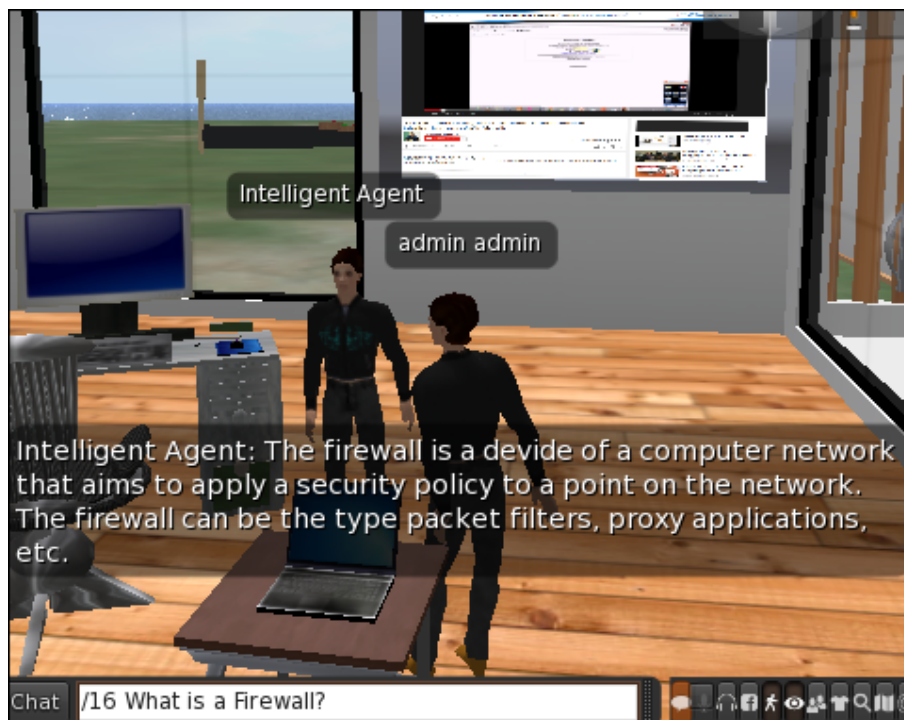 Intelligent Agent
admin admin
Intelligent Agent: The firewall is a devide of a computer network
that aims to apply a security policy to a point on the network.
The firewall can be the type packet filters, proxy applications,
etc.
Chat /16 What is a Firewall?